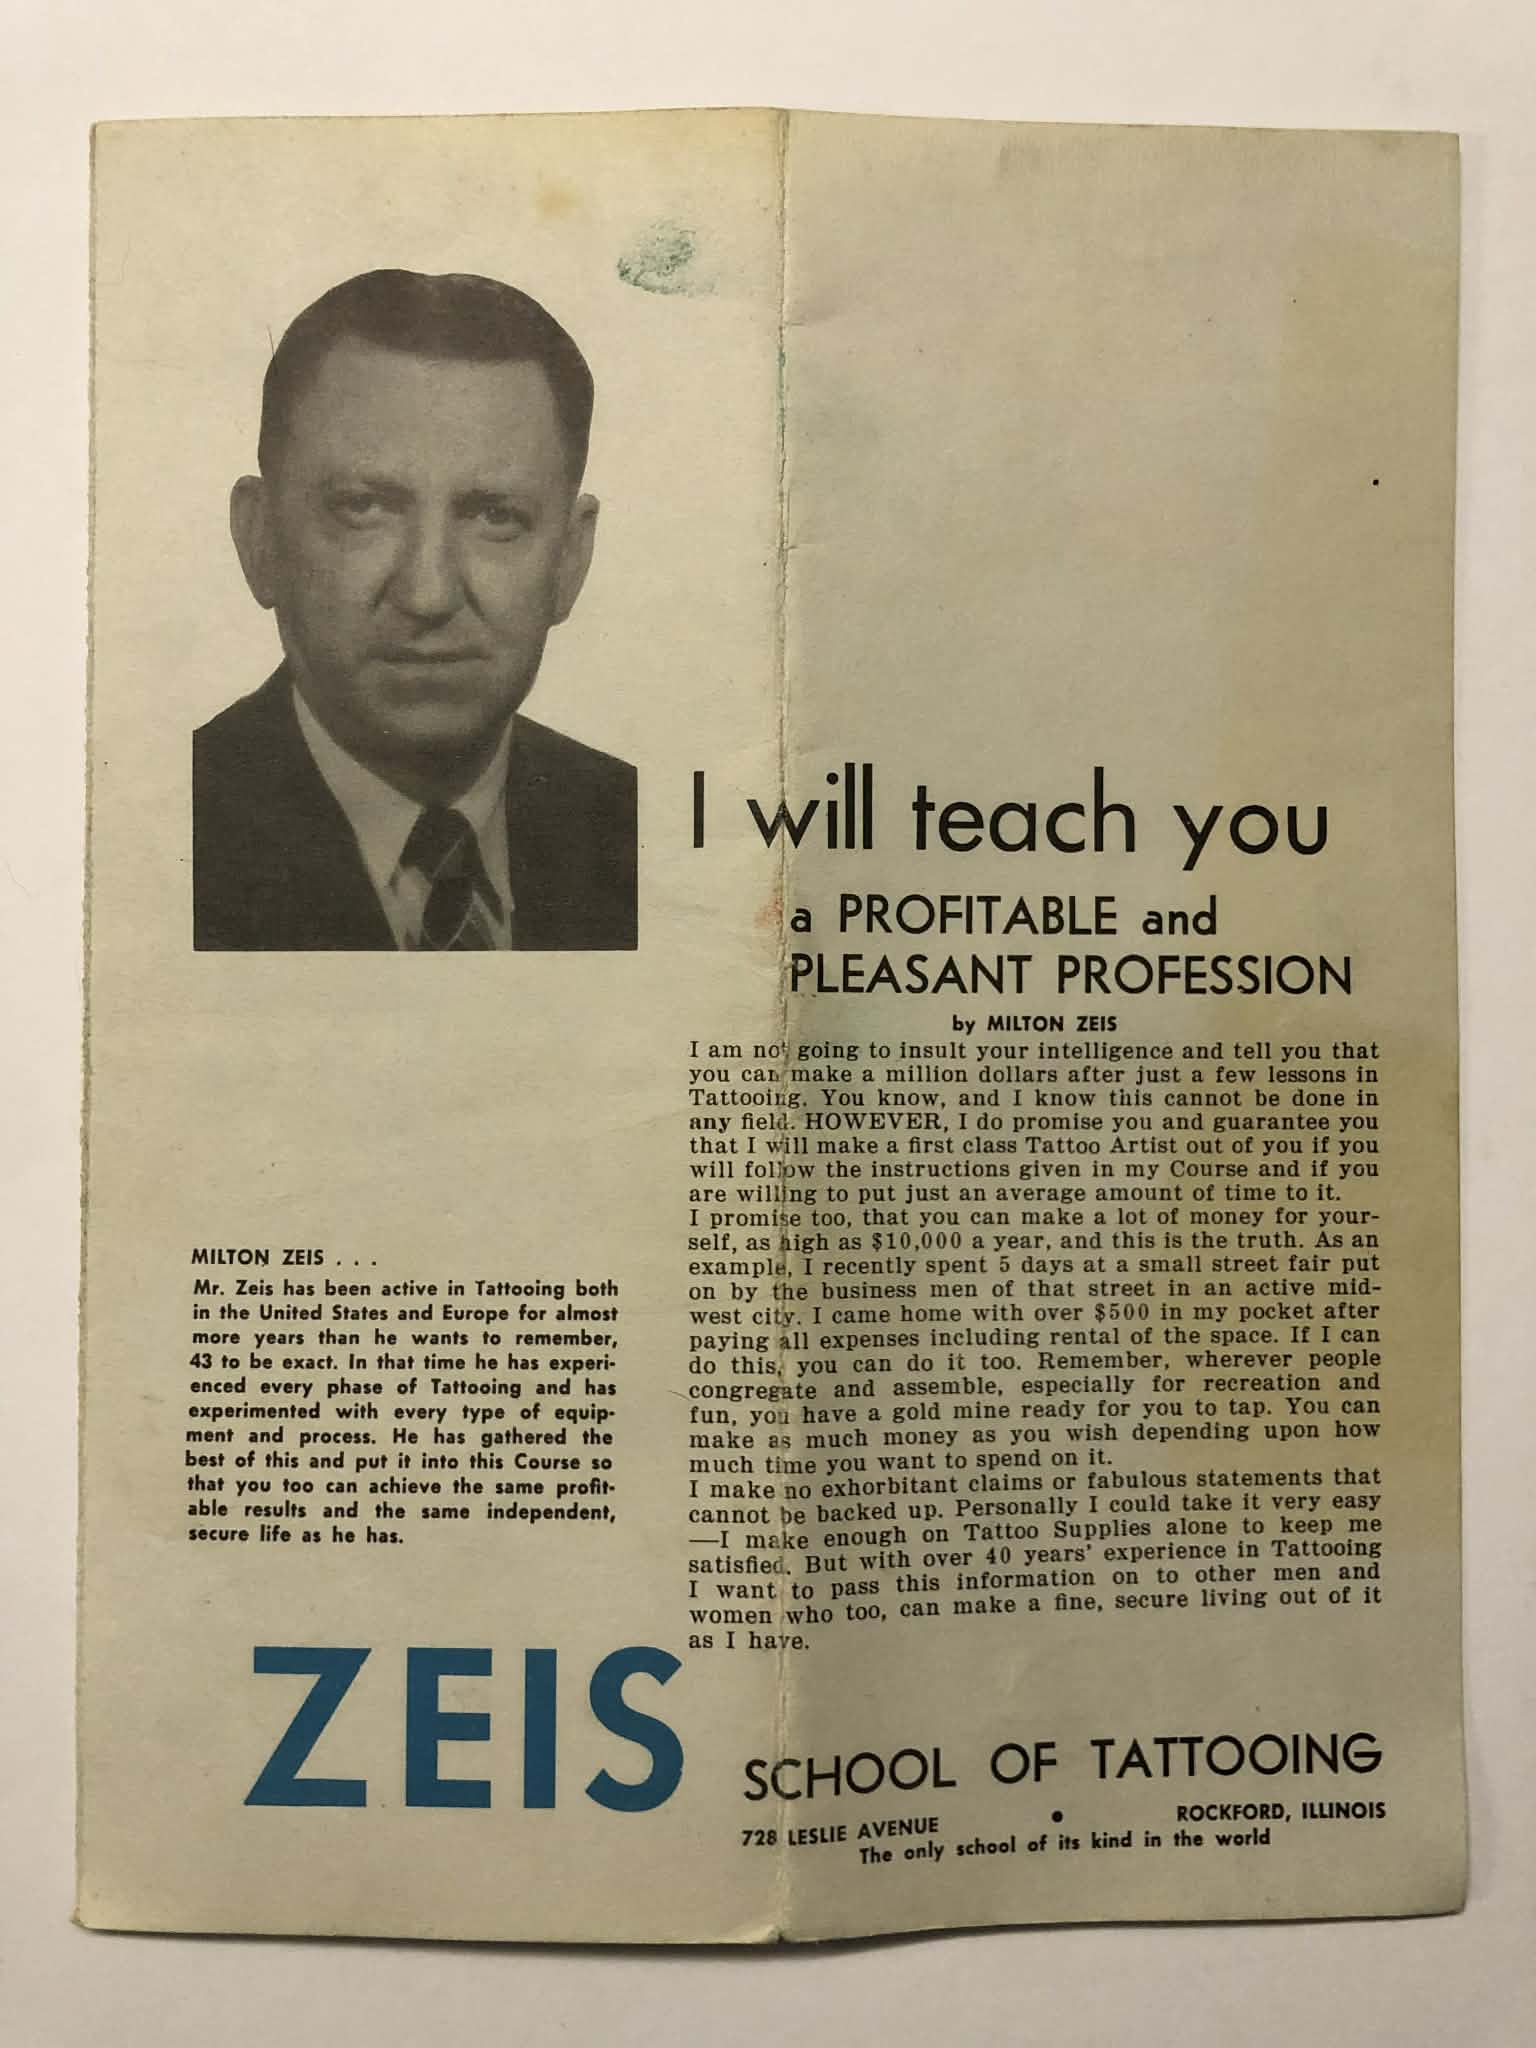 I will teach you
a PROFITABLE and
PLEASANT PROFESSION
by MILTON ZEIS
I am not going to insult your intelligence and tell you that
you can make a million dollars after just a few lessons in
Tattooing. You know, and I know this cannot be done in
any field. HOWEVER, I do promise you and guarantee you
that I will make a first class Tattoo Artist out of you if you
will follow the instructions given in my Course and if you
are willing to put just an average amount of time to it.
I promise too, that you can make a lot of money for your-
self, as high as $10,000 a year, and this is the truth. As an
example, I recently spent 5 days at a small street fair put
on by the business men of that street in an active mid-
west city. I came home with over $500 in my pocket after
paying all expenses including rental of the space. If I can
do this, you can do it too. Remember, wherever people
congregate and assemble, especially for recreation and
fun, you have a gold mine ready for you to tap. You can
make as much money as you wish depending upon how
much time you want to spend on it.
I make no exhorbitant claims or fabulous statements that
cannot be backed up. Personally I could take it very easy
—I make enough on Tattoo Supplies alone to keep me
satisfied. But with over 40 years' experience in Tattooing
I want to pass this information on to other men and
women who too, can make a fine, secure living out of it
as I have.
MILTON ZEIS . . .
Mr. Zeis has been active in Tattooing both
in the United States and Europe for almost
more years than he wants to remember,
43 to be exact. In that time he has experi-
enced every phase of Tattooing and has
experimented with every type of equip-
ment and process. He has gathered the
best of this and put it into this Course so
that you too can achieve the same profit-
able results and the same independent,
secure life as he has.
ZEIS SCHOOL OF TATTOOING
728 LESLIE AVENUE • ROCKFORD, ILLINOIS
The only school of its kind in the world